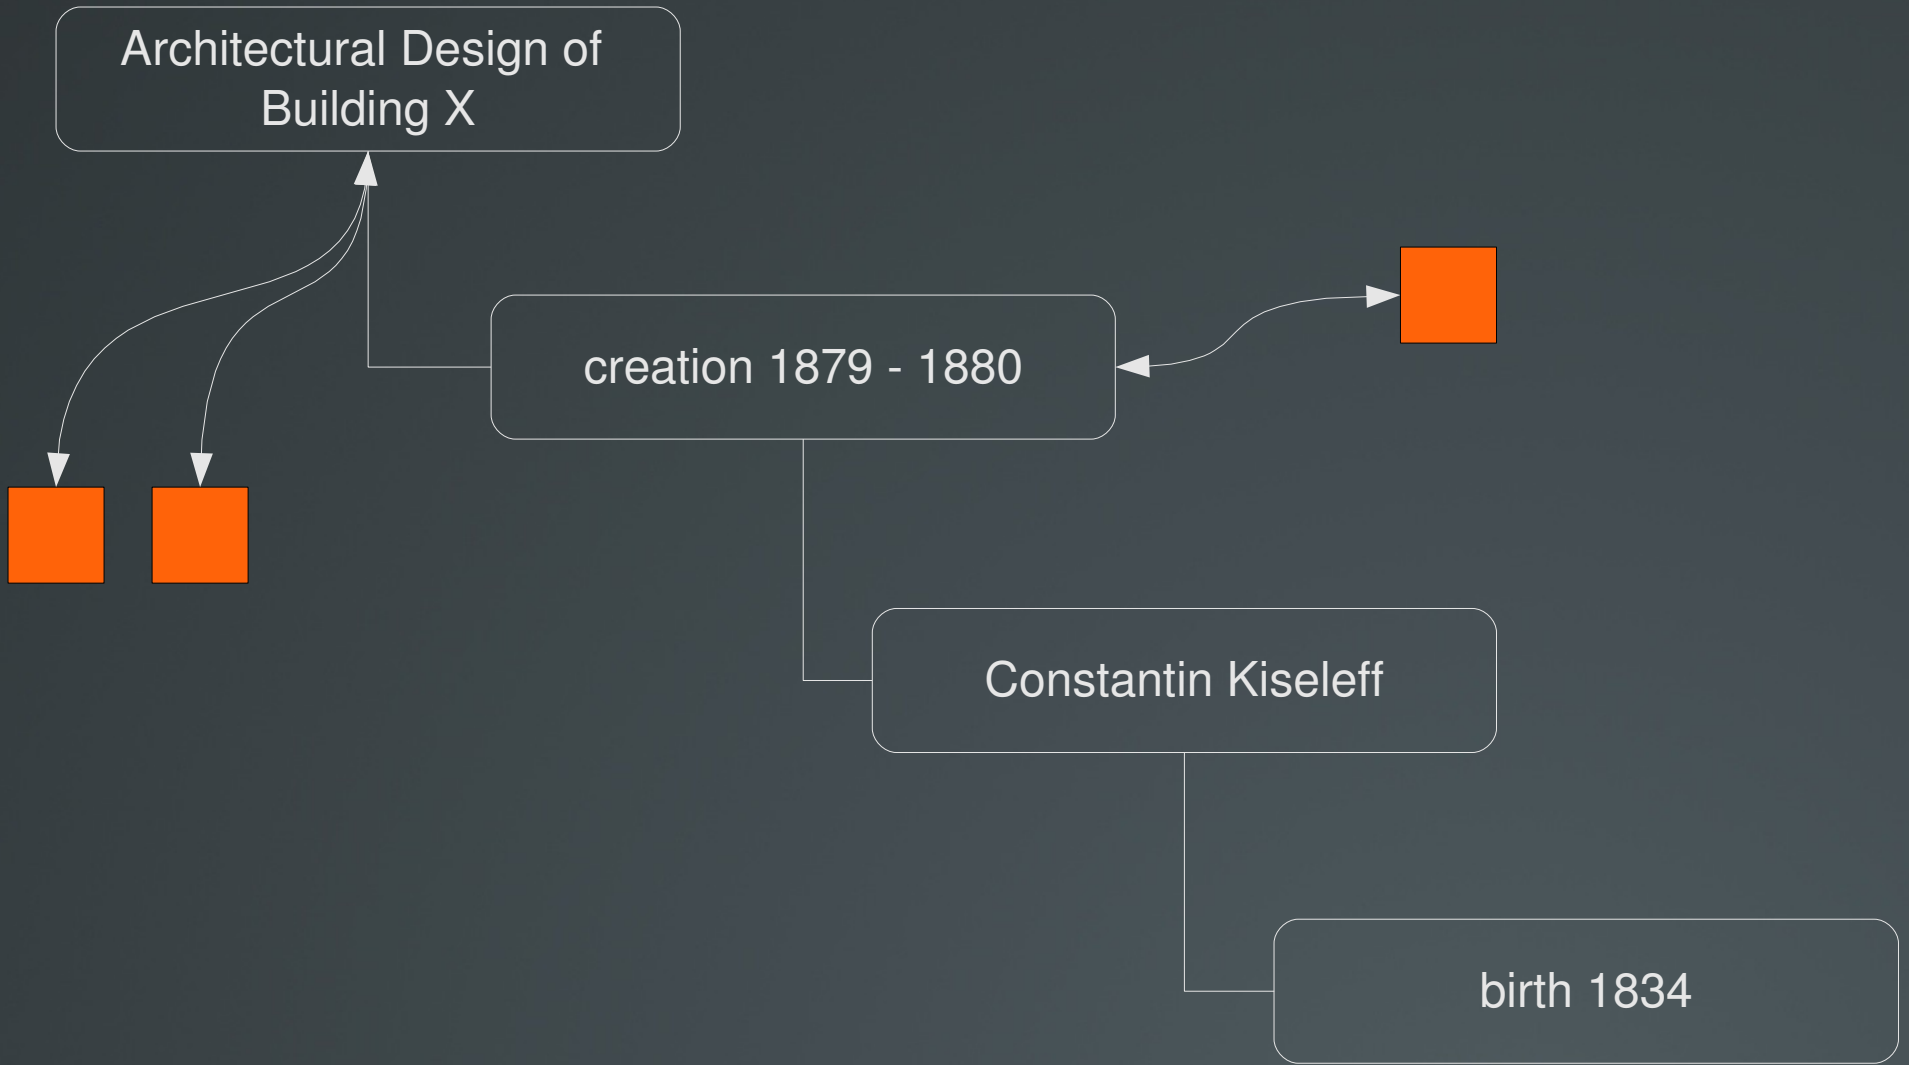 Architectural Design of
Building X
creation 1879 - 1880
Constantin Kiseleff
birth 1834